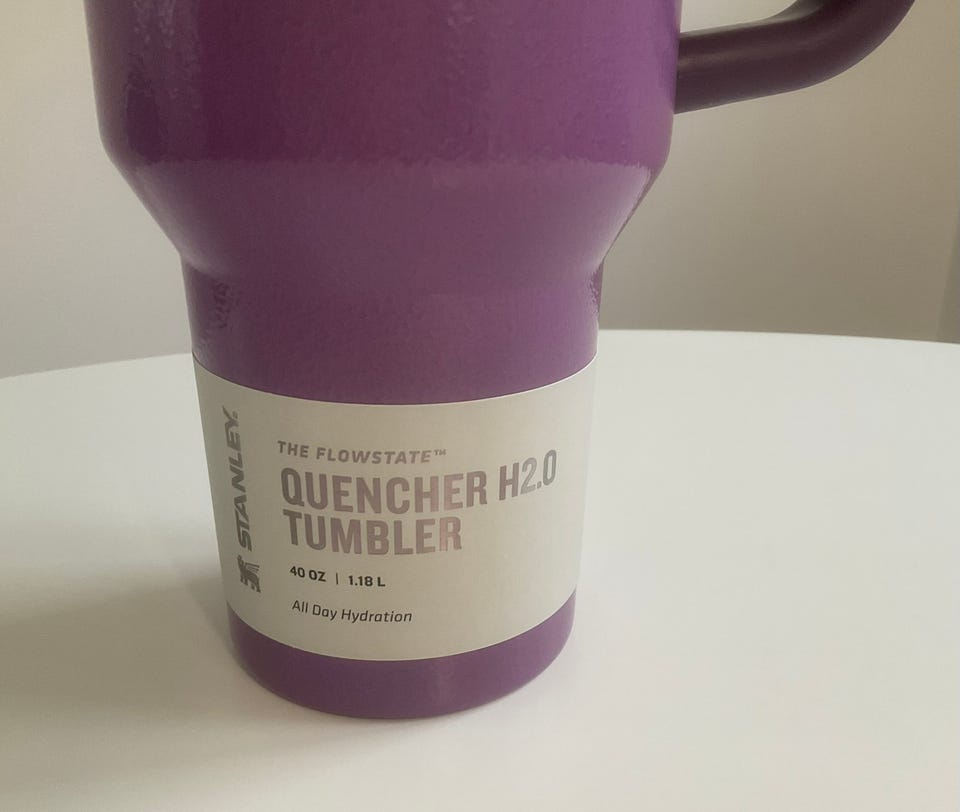 STANLEY®
THE FLOWSTATE™
QUENCHER H2.0
TUMBLER
40 OZ | 1.18 L
All Day Hydration